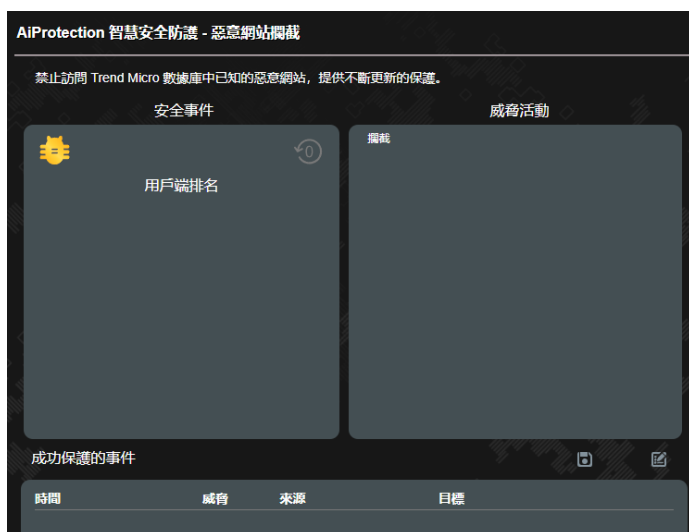 AiProtection 智慧安全防護 - 惡意網站攔截
禁止訪問 Trend Micro 數據庫中已知的惡意網站，提供不斷更新的保護。
安全事件
威脅活動
0
攔截
用戶端排名
成功保護的事件
時間 威脅 來源 目標